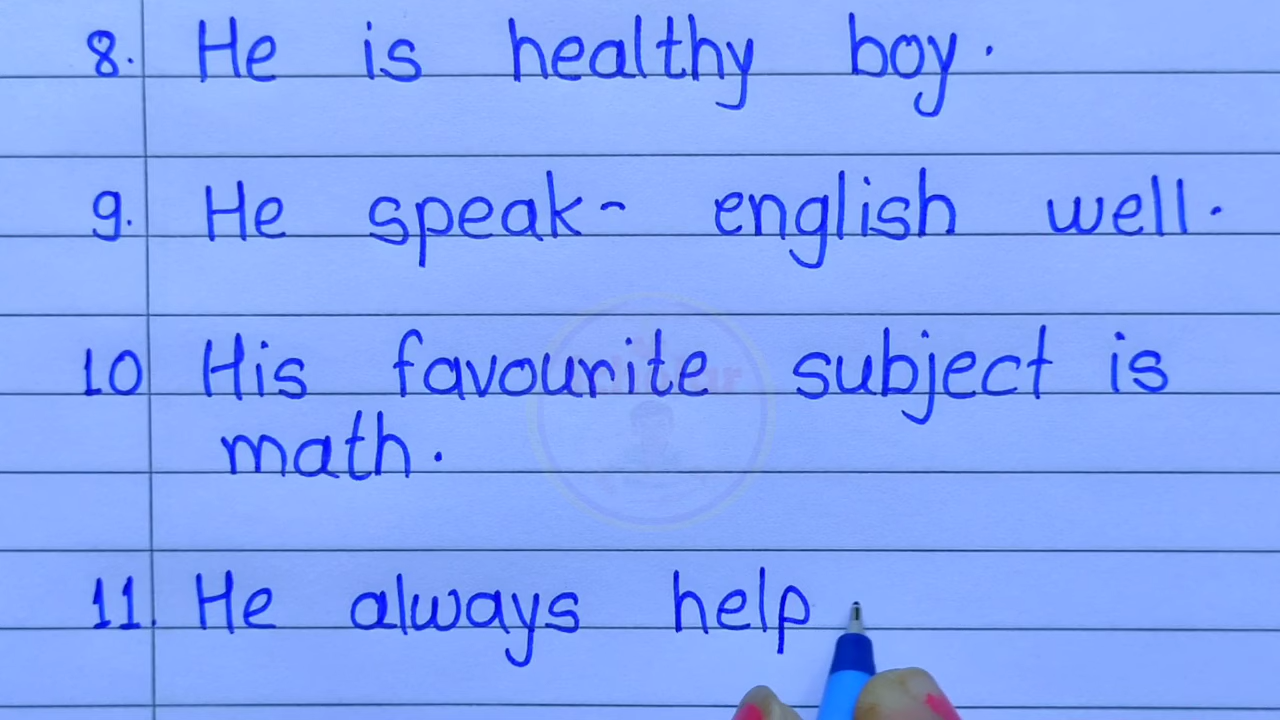 8. He is healthy boy.
9. He speak- english well.
10 His favourite subject is
math.
11. He always help